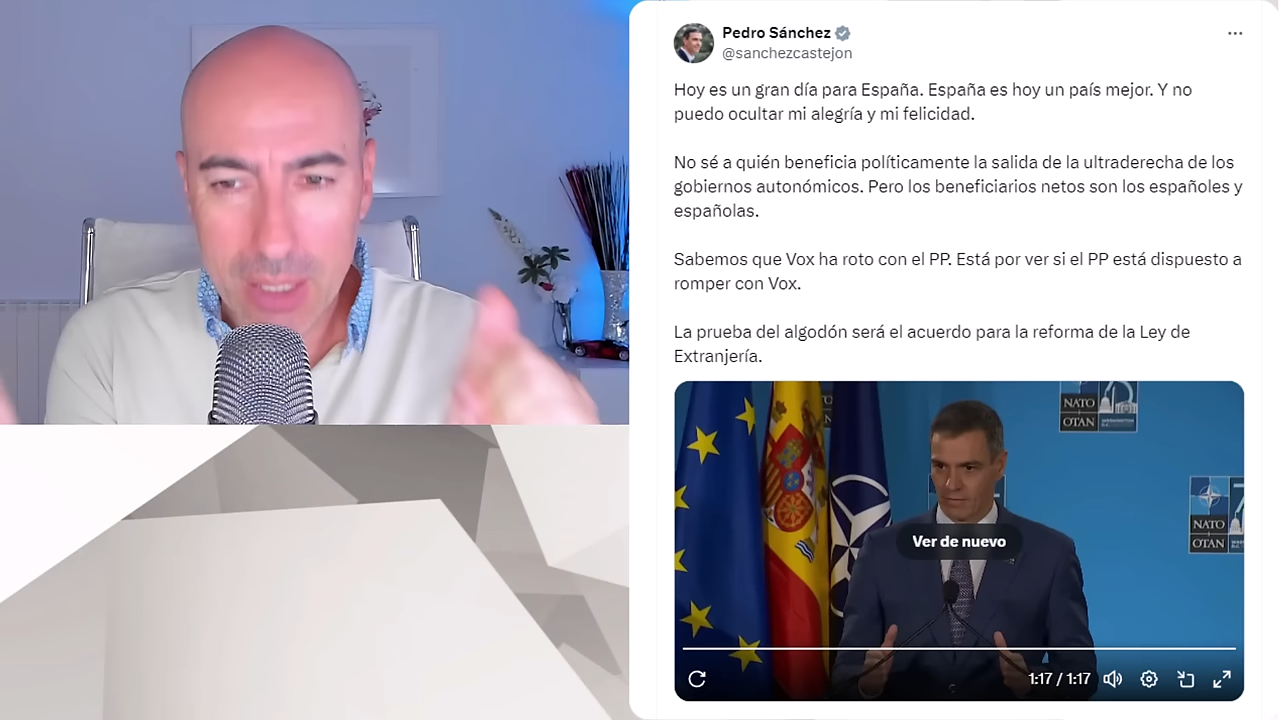 Pedro Sánchez
@sanchezcastejon
Hoy es un gran día para España. España es hoy un país mejor. Y no
puedo ocultar mi alegría y mi felicidad.
No sé a quién beneficia políticamente la salida de la ultraderecha de los
gobiernos autonómicos. Pero los beneficiarios netos son los españoles y
españolas.
Sabemos que Vox ha roto con el PP. Está por ver si el PP está dispuesto a
romper con Vox.
La prueba del algodón será el acuerdo para la reforma de la Ley de
Extranjería.
NATO
OTAN
NATO
OTAN
Ver de nuevo
1:17 / 1:17